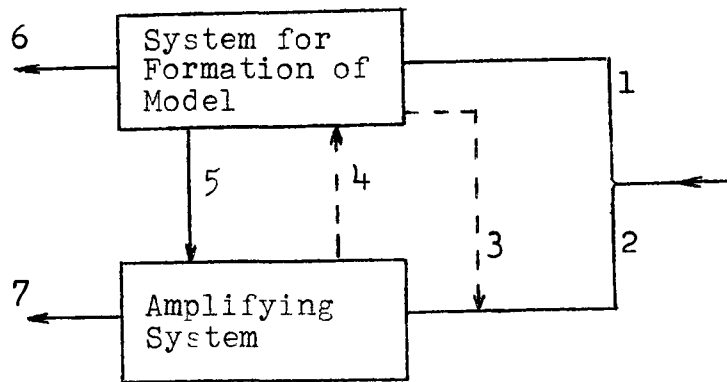 6
System for
Formation of
Model
1
5
4
3
2
7
Amplifying
System